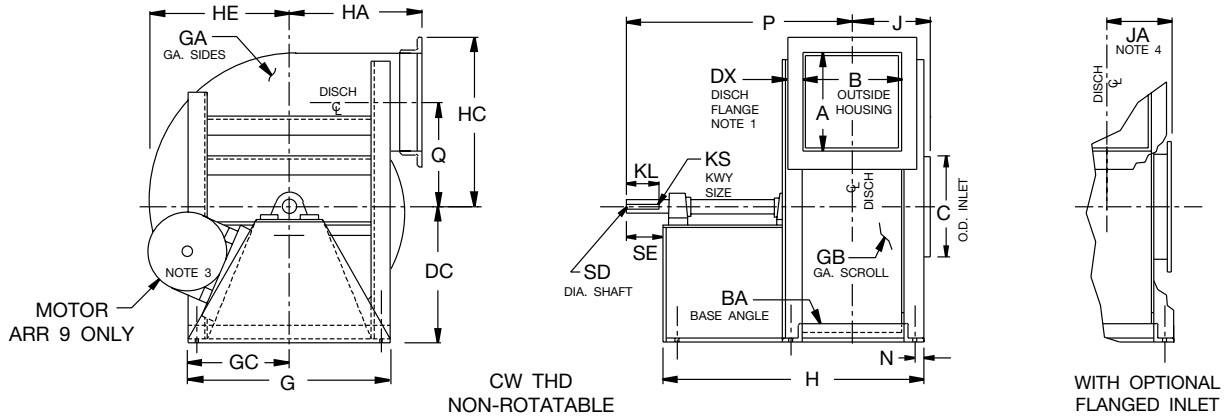 HE
HA
GA
GA. SIDES
DISCH
℄
HC
Q
DC
NOTE 3
MOTOR
ARR 9 ONLY
GC
G
CW THD
NON-ROTATABLE
P
J
DX
DISCH
FLANGE
NOTE 1
B
OUTSIDE
HOUSING
A
KL
KS
KWY
SIZE
℄
DISCH
C
O.D. INLET
SE
SD
DIA. SHAFT
GB
GA. SCROLL
BA
BASE ANGLE
N
H
JA
NOTE 4
DISCH
℄
WITH OPTIONAL
FLANGED INLET